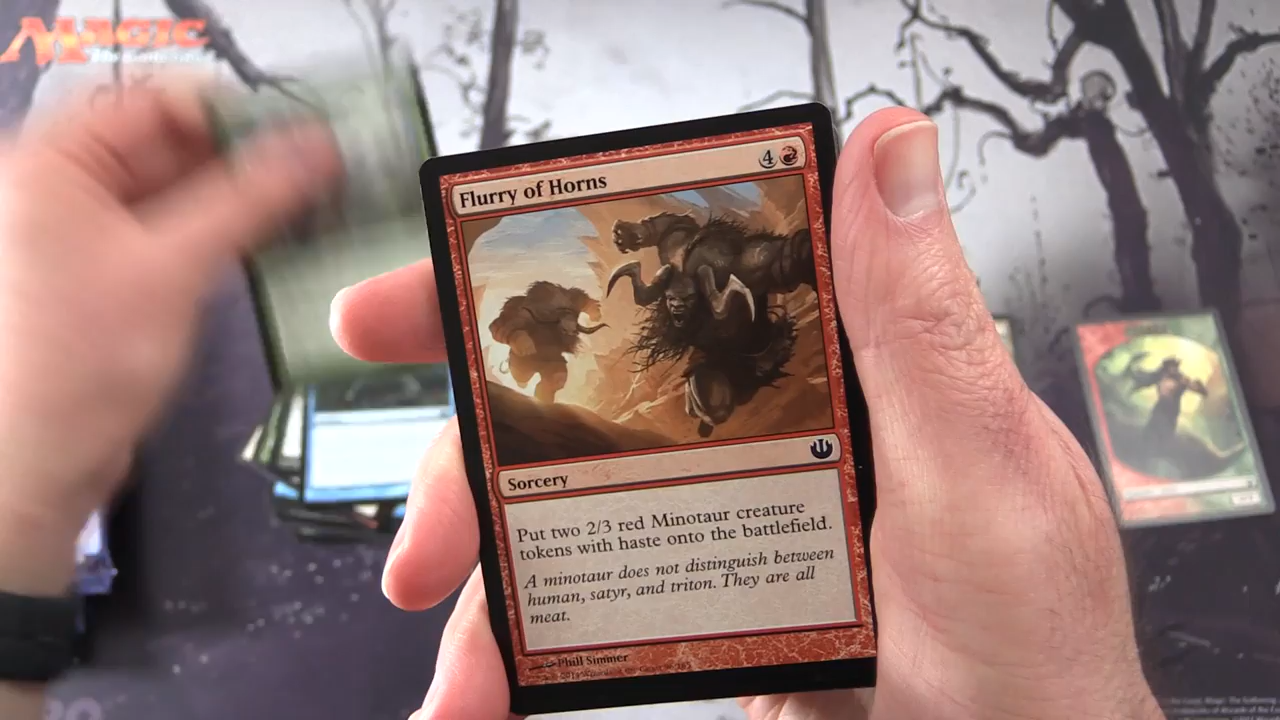 MAGIC
Flurry of Horns
4
Sorcery
Put two 2/3 red Minotaur creature
tokens with haste onto the battlefield.
A minotaur does not distinguish between
human, satyr, and triton. They are all
meat.
Phill Simmer